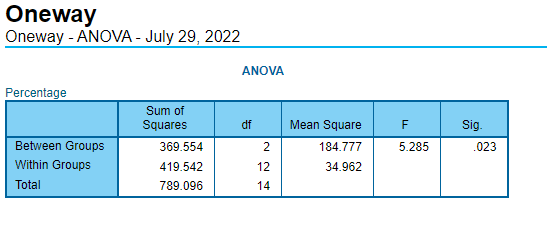 Oneway
Oneway - ANOVA - July 29, 2022
ANOVA
Percentage
Sum of Squares df Mean Square F Sig.
Between Groups 369.554 2 184.777 5.285 .023
Within Groups 419.542 12 34.962
Total 789.096 14